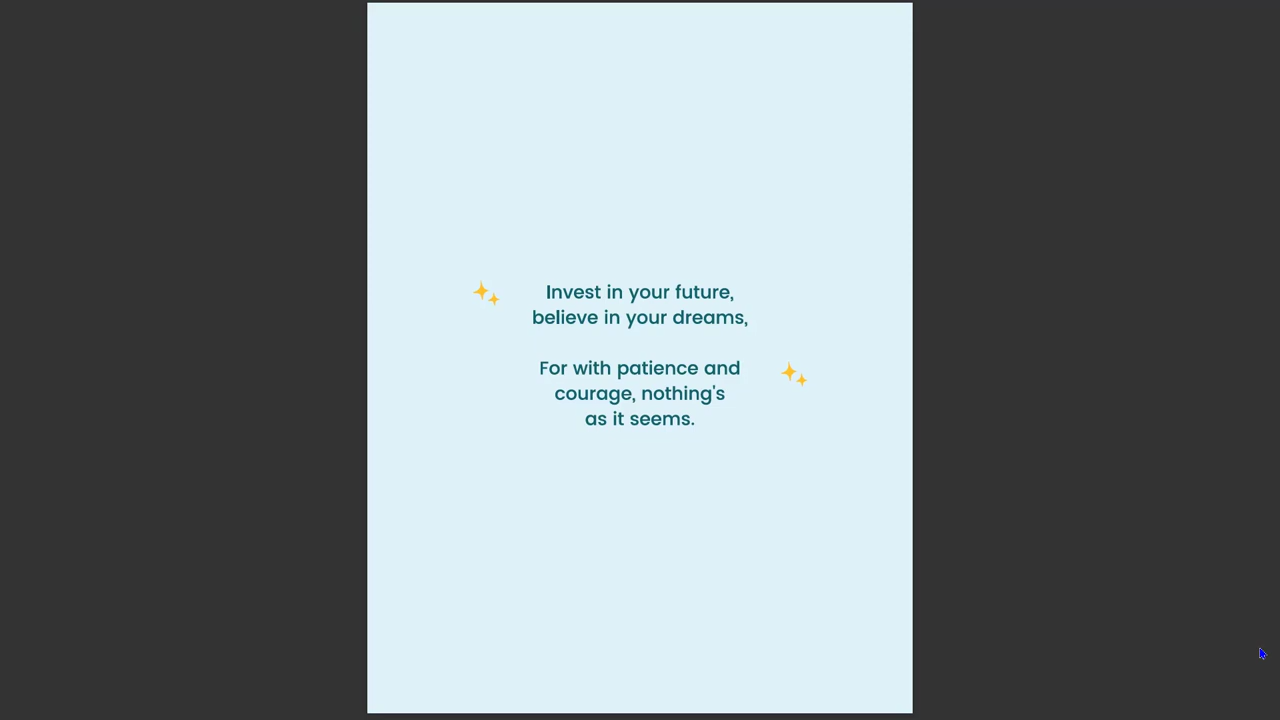 Invest in your future,
believe in your dreams,
For with patience and
courage, nothing's
as it seems.